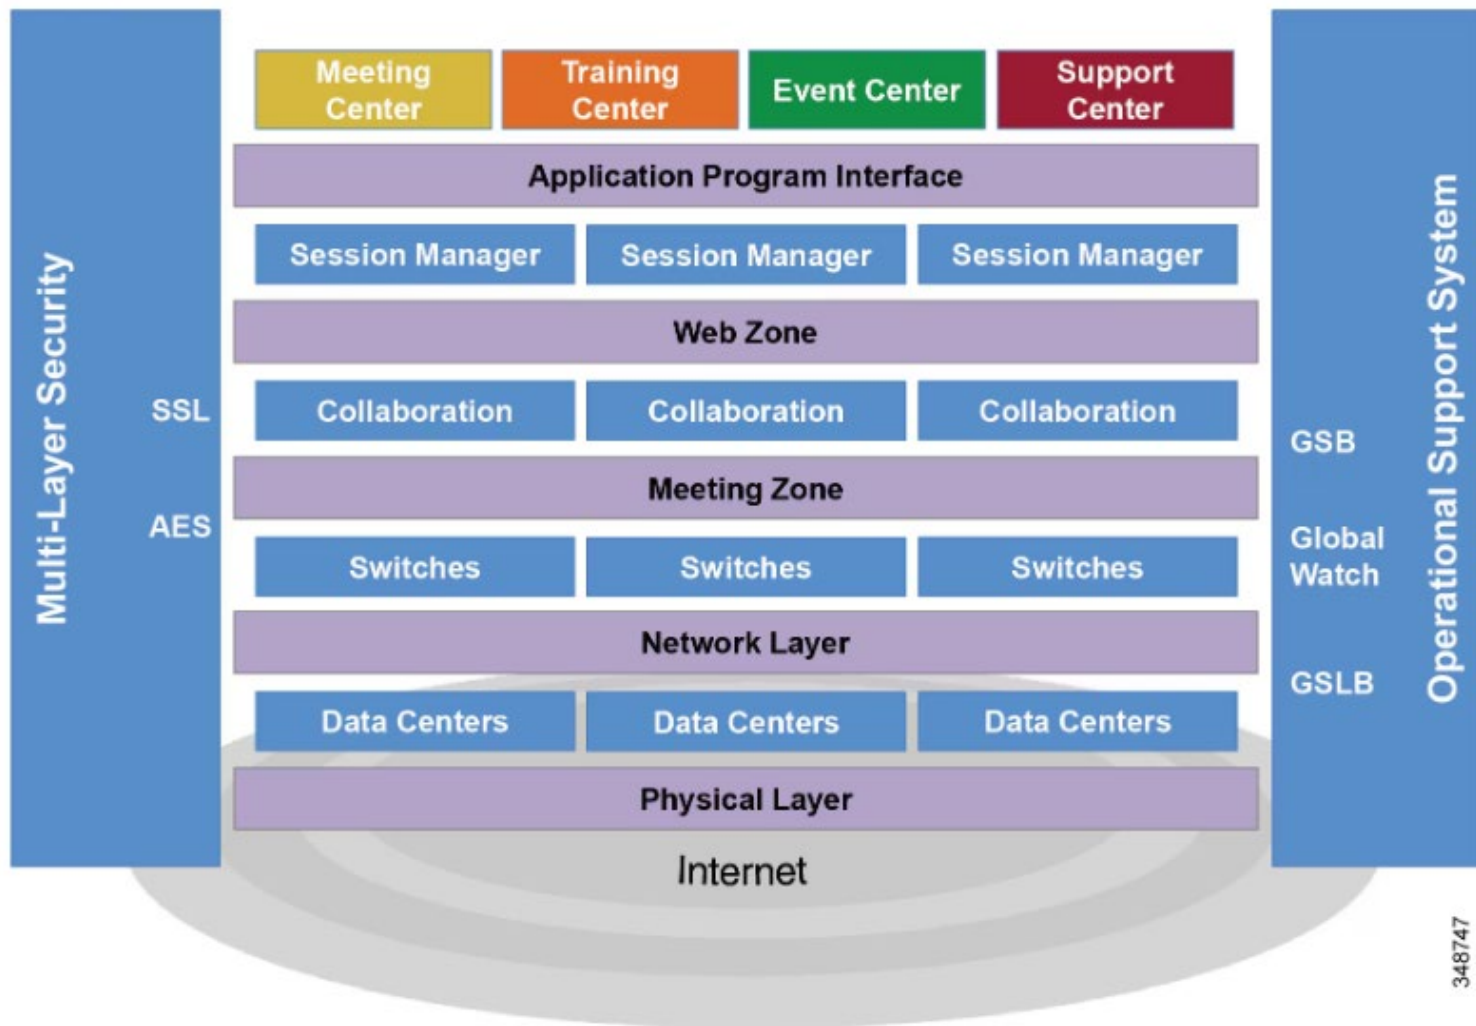 Multi-Layer Security
SSL
AES
Meeting
Center
Training
Center
Event Center
Support
Center
Application Program Interface
Session Manager
Session Manager
Session Manager
Web Zone
Collaboration
Collaboration
Collaboration
Meeting Zone
Switches
Switches
Switches
Network Layer
Data Centers
Data Centers
Data Centers
Physical Layer
Internet
GSB
Global
Watch
GSLB
Operational Support System
348747